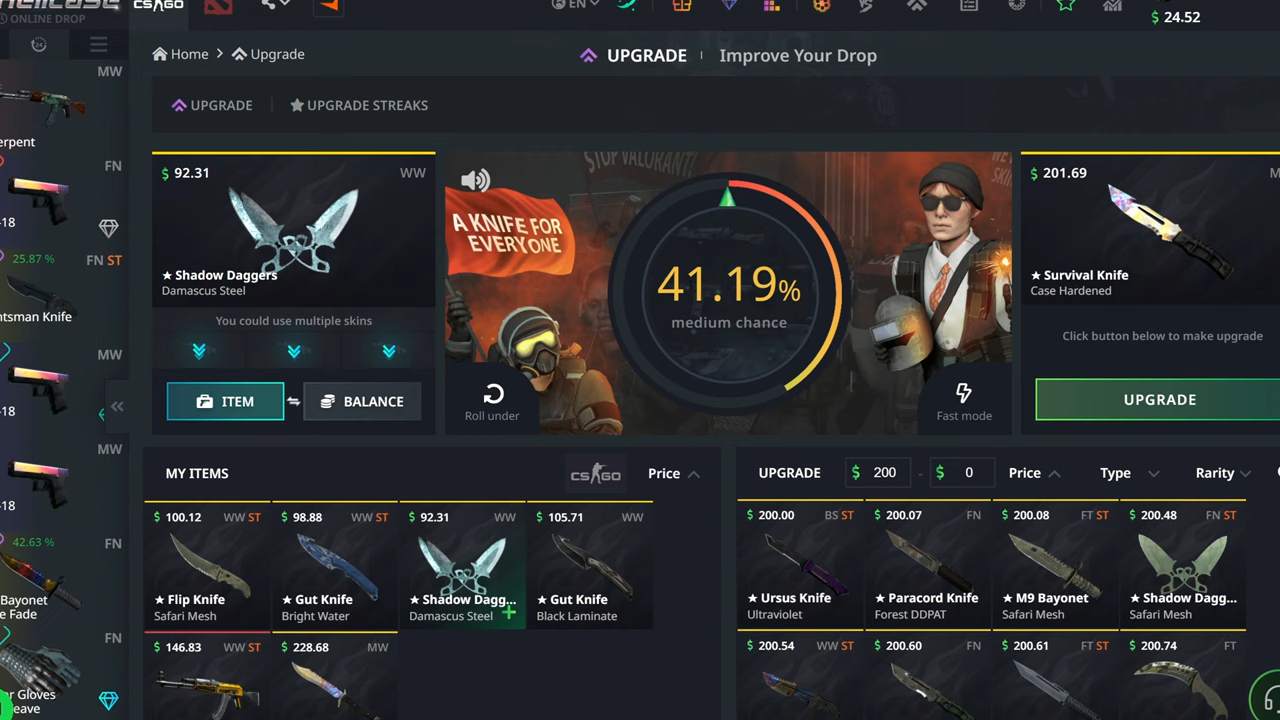 CS:GO
EN
ONLINE DROP
$ 24.52
24
Home > Upgrade
UPGRADE
Improve Your Drop
UPGRADE
UPGRADE STREAKS
MW
erpent
FN
-18
25.87 %
FN ST
ntsman Knife
MW
-18
MW
-18
42.63 %
FN
Bayonet
e Fade
FN
er Gloves
eave
$ 92.31
WW
★ Shadow Daggers
Damascus Steel
You could use multiple skins
ITEM
BALANCE
STOP VALORANT!
A KNIFE FOR
EVERYONE
41.19%
medium chance
Roll under
Fast mode
$ 201.69
★ Survival Knife
Case Hardened
Click button below to make upgrade
UPGRADE
MY ITEMS
CS:GO
Price
$ 100.12 WW ST
★ Flip Knife
Safari Mesh
$ 98.88 WW ST
★ Gut Knife
Bright Water
$ 92.31 WW
★ Shadow Dagg...
Damascus Steel
$ 105.71 WW
★ Gut Knife
Black Laminate
$ 146.83 WW ST
$ 228.68 MW
UPGRADE
$ 200 - $ 0
Price
Type
Rarity
$ 200.00 BS ST
★ Ursus Knife
Ultraviolet
$ 200.07 FN
★ Paracord Knife
Forest DDPAT
$ 200.08 FT ST
★ M9 Bayonet
Safari Mesh
$ 200.48 FN ST
★ Shadow Dagg...
Safari Mesh
$ 200.54 WW ST
$ 200.60 FN
$ 200.61 FT ST
$ 200.74 FT